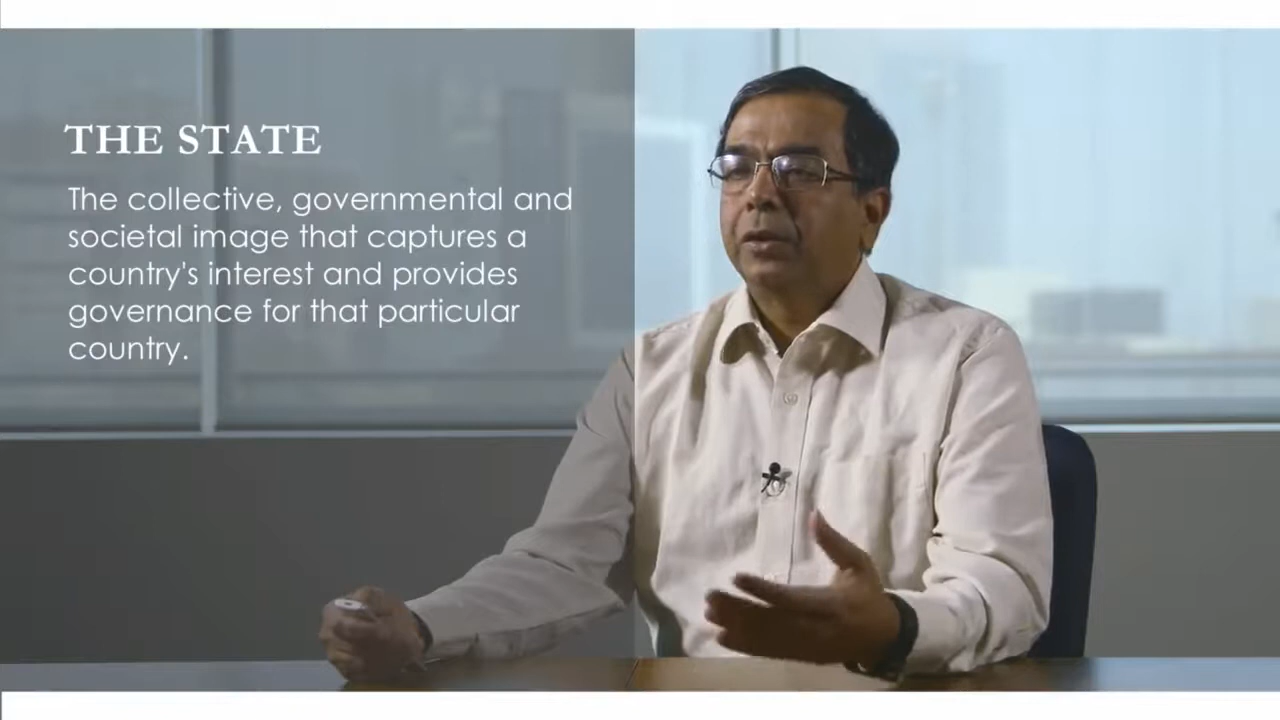 THE STATE
The collective, governmental and
societal image that captures a
country's interest and provides
governance for that particular
country.